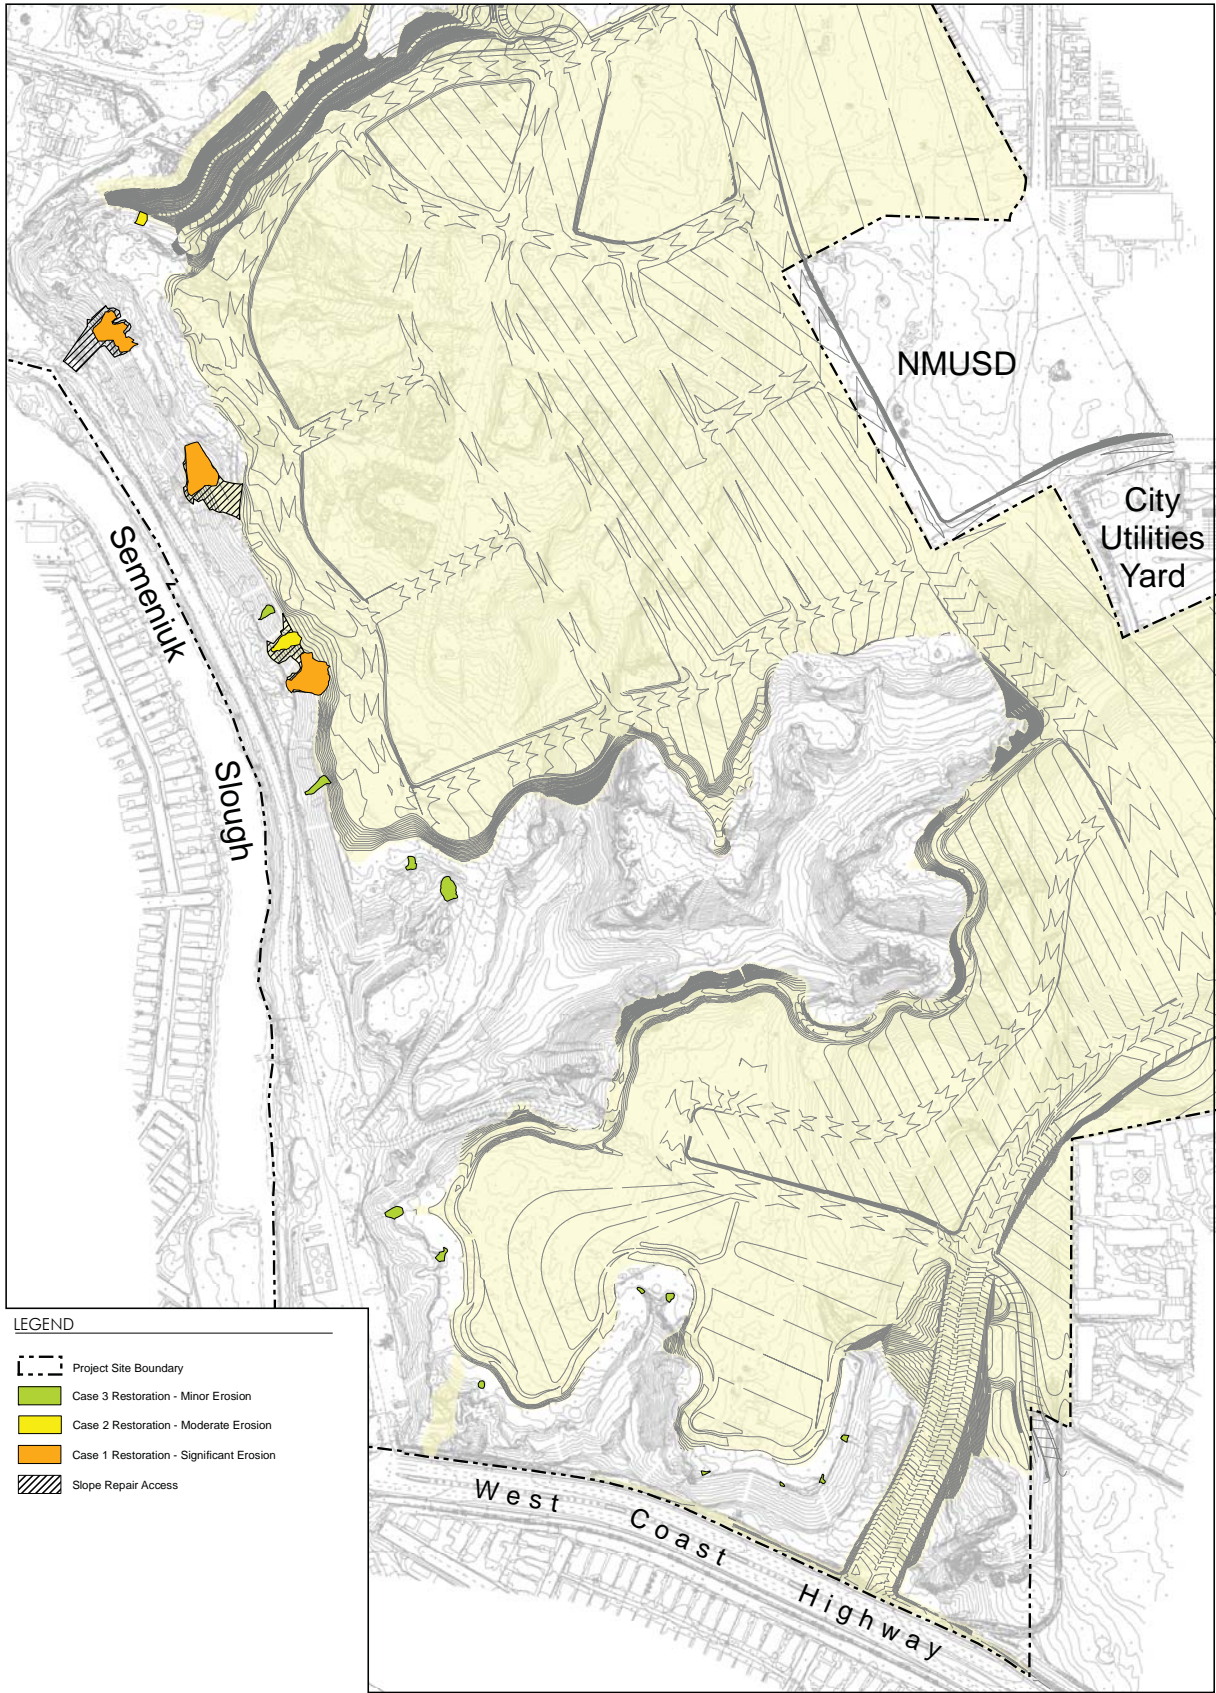 NMUSD
City
Utilities
Yard
Semeniuk
Slough
LEGEND
Project Site Boundary
Case 3 Restoration - Minor Erosion
Case 2 Restoration - Moderate Erosion
Case 1 Restoration - Significant Erosion
Slope Repair Access
West Coast Highway